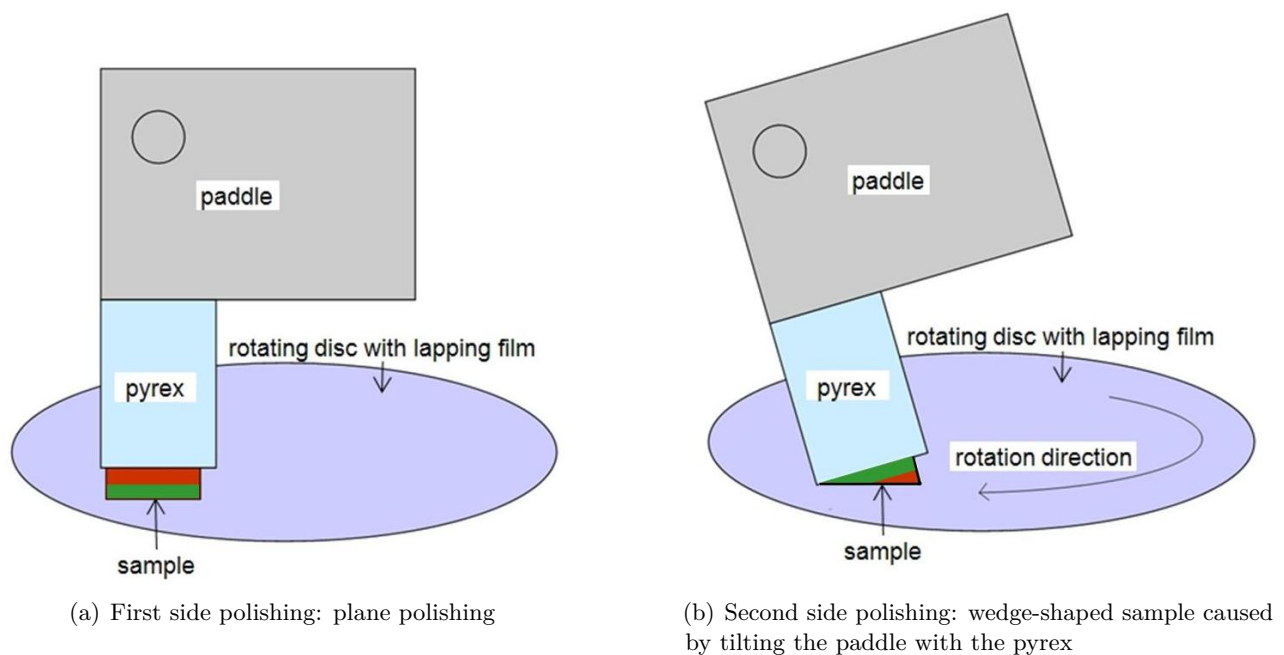 paddle
rotating disc with lapping film
pyrex
sample
(a) First side polishing: plane polishing
paddle
rotating disc with lapping film
pyrex
rotation direction
sample
(b) Second side polishing: wedge-shaped sample caused
by tilting the paddle with the pyrex